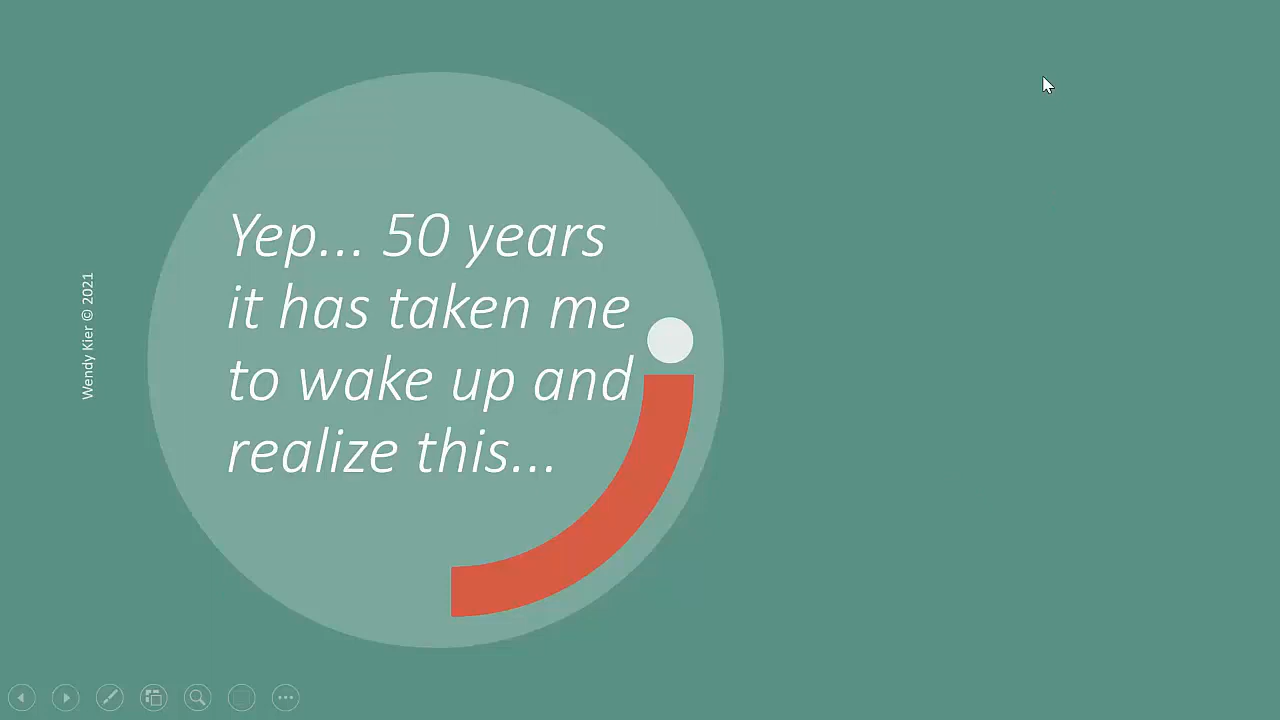 Yep... 50 years
it has taken me
to wake up and
realize this...
Wendy Kier © 2021